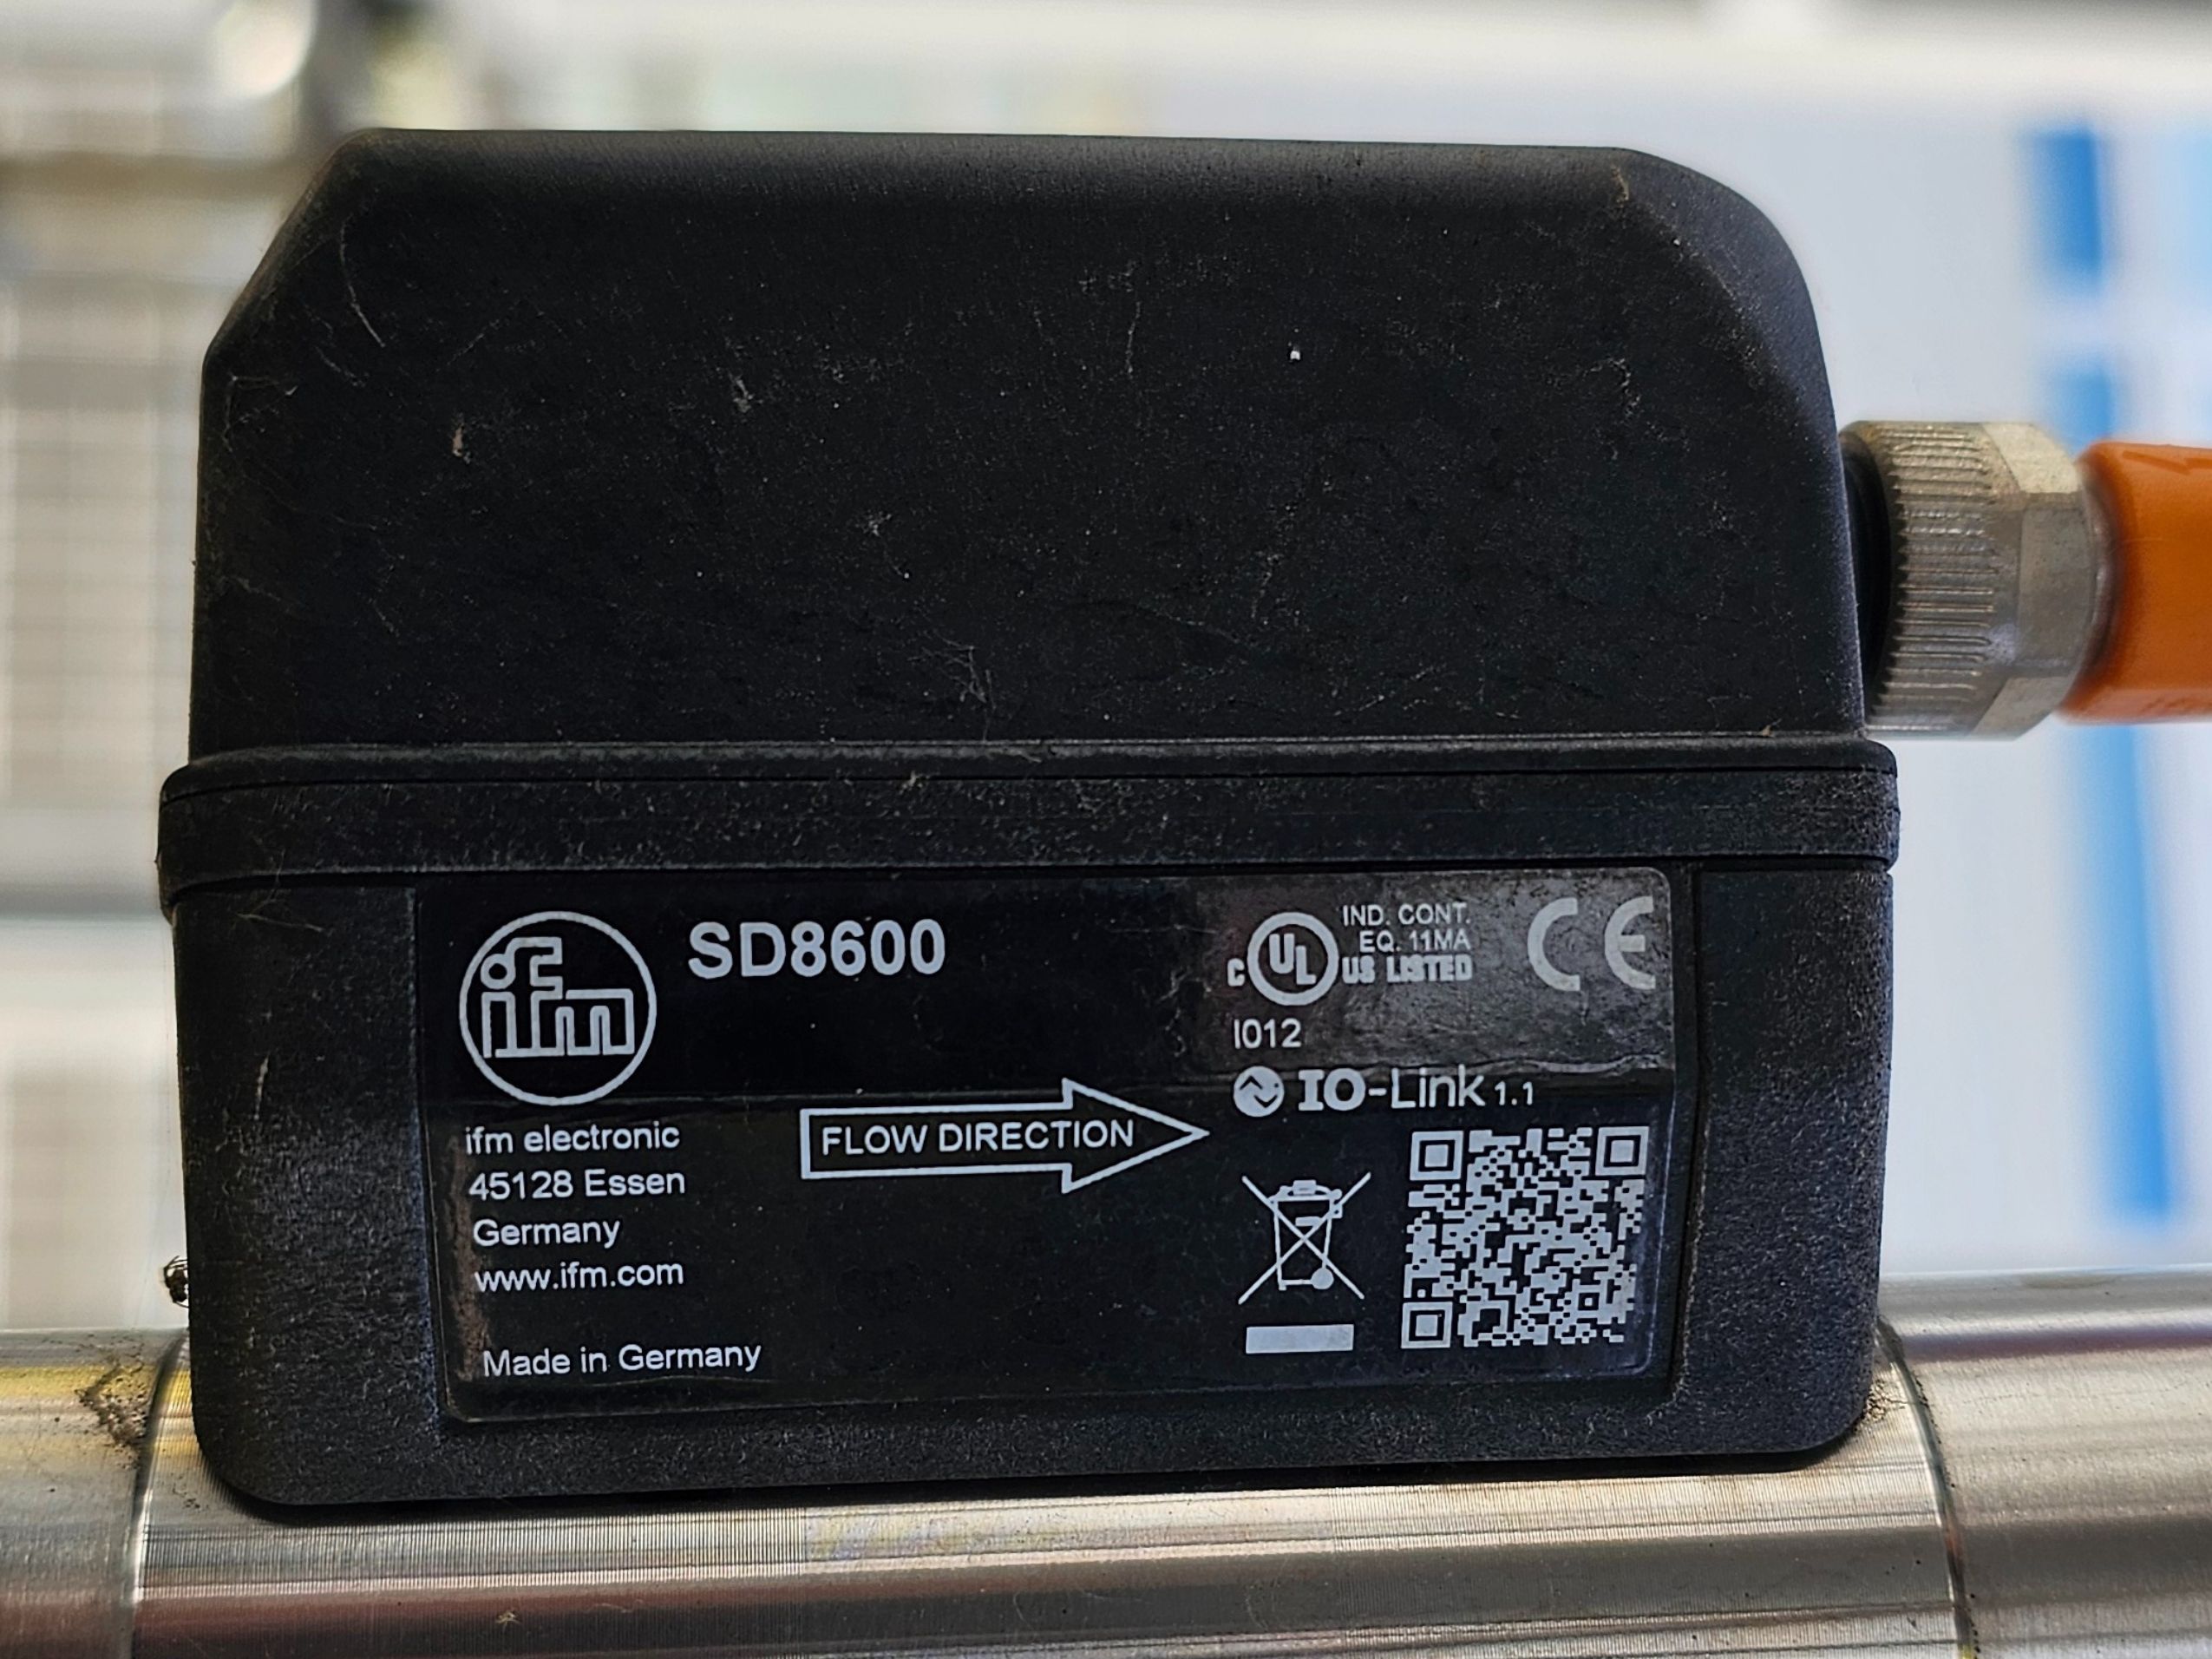 ifm
SD8600
c UL US LISTED
IND. CONT.
EQ. 11MA
CE
I012
IO-Link 1.1
FLOW DIRECTION
ifm electronic
45128 Essen
Germany
www.ifm.com
Made in Germany